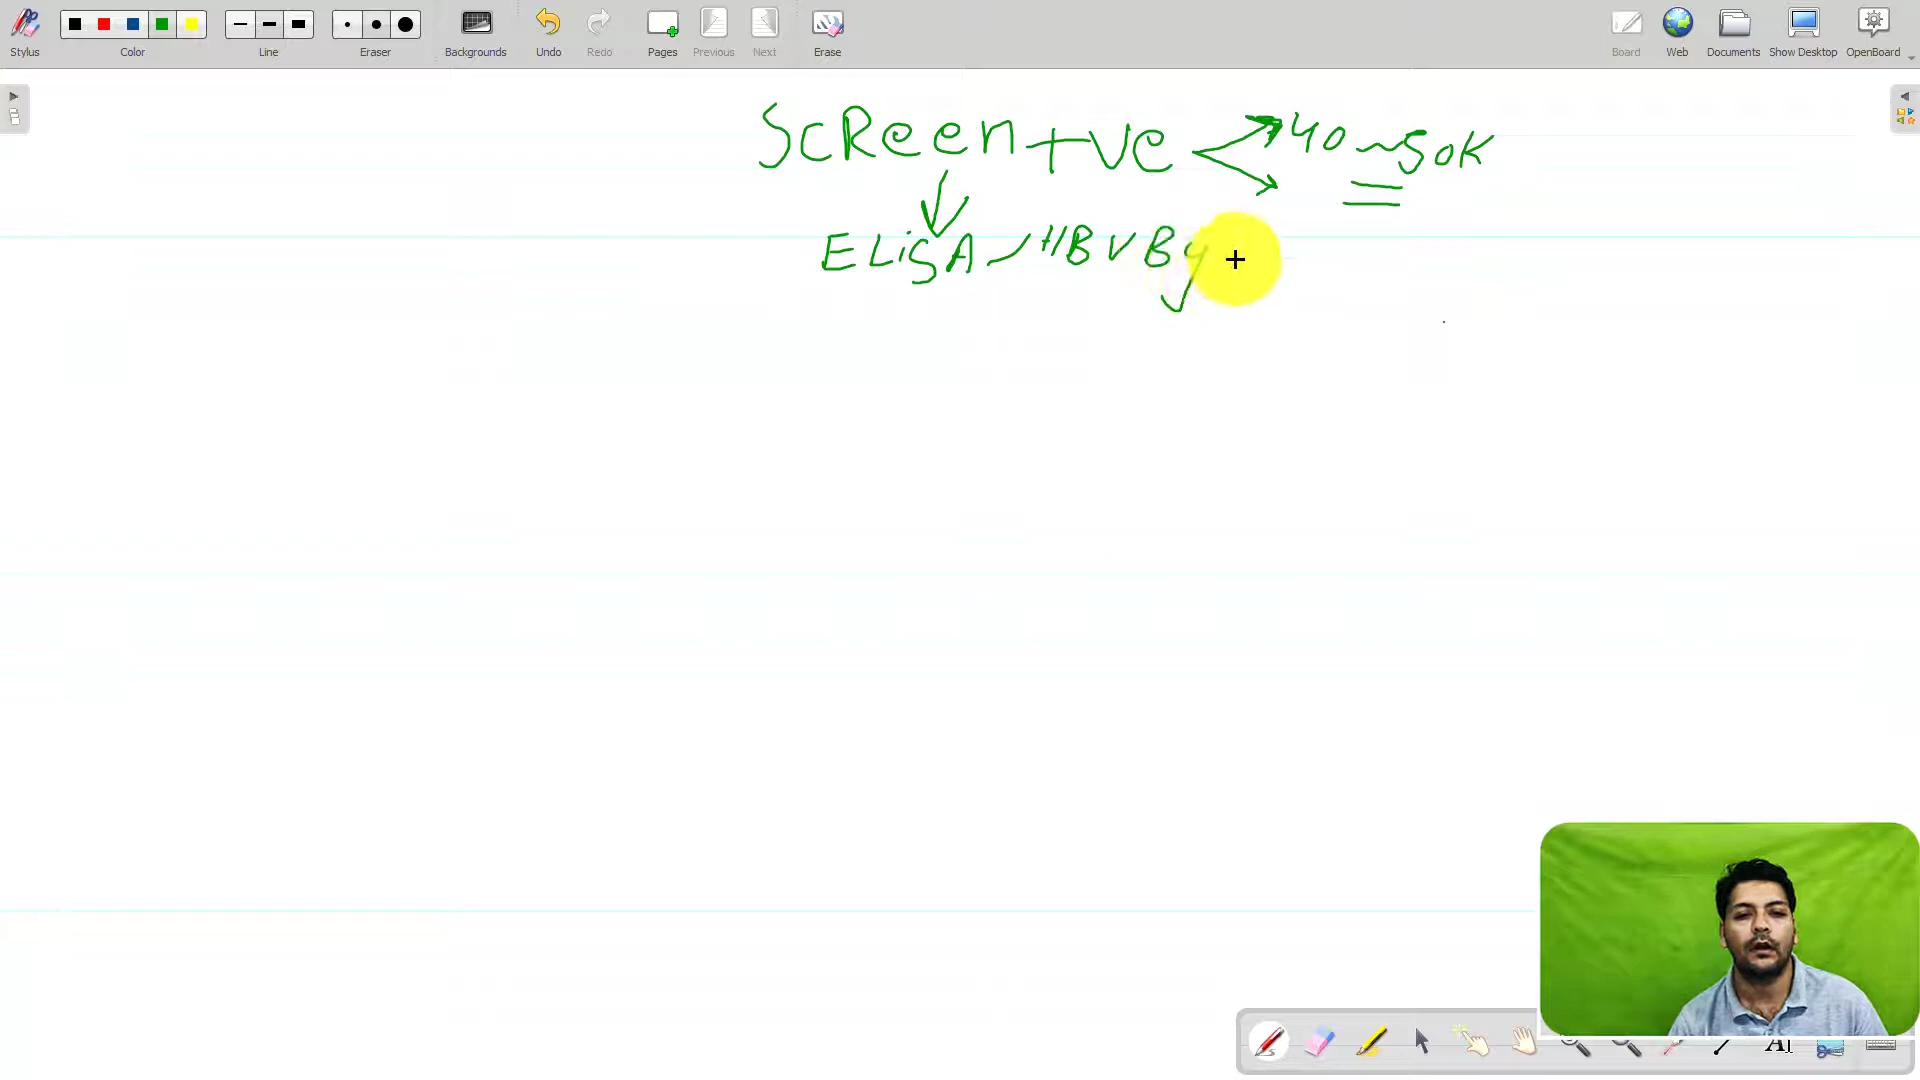 Stylus
Color
Line
Eraser
Backgrounds
Undo
Redo
Pages
Previous
Next
Erase
Board
Web
Documents
Show Desktop
OpenBoard
ScReen +ve 40 ~ 50K
ELiSA HBV By
AI